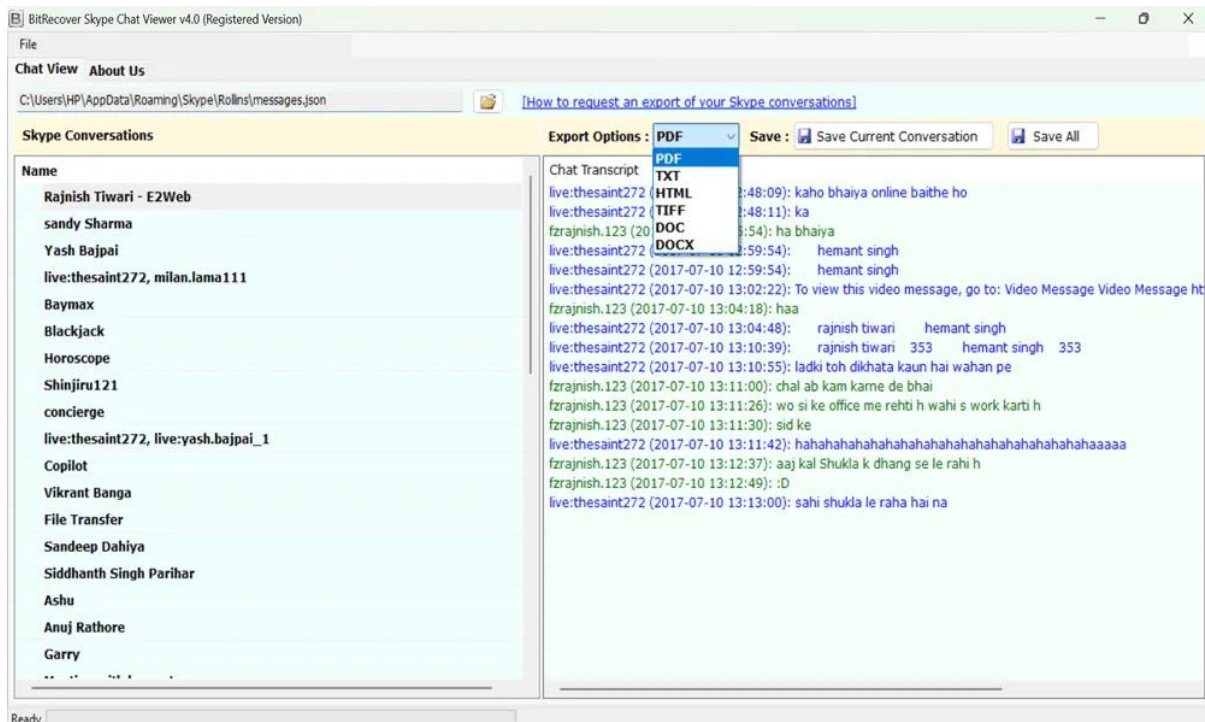 BitRecover Skype Chat Viewer v4.0 (Registered Version)
File
Chat View About Us
C:\Users\HP\AppData\Roaming\Skype\Rollins\messages.json
[How to request an export of your Skype conversations]
Skype Conversations
Export Options : PDF Save : Save Current Conversation Save All
PDF
TXT
HTML
TIFF
DOC
DOCX
Name
Rajnish Tiwari - E2Web
sandy Sharma
Yash Bajpai
live:thesaint272, milan.lama111
Baymax
Blackjack
Horoscope
Shinjiru121
concierge
live:thesaint272, live:yash.bajpai_1
Copilot
Vikrant Banga
File Transfer
Sandeep Dahiya
Siddhanth Singh Parihar
Ashu
Anuj Rathore
Garry
Chat Transcript
live:thesaint272 ( 2:48:09): kaho bhaiya online baithe ho
live:thesaint272 ( 2:48:11): ka
fzrajnish.123 (20 5:54): ha bhaiya
live:thesaint272 :59:54): hemant singh
live:thesaint272 (2017-07-10 12:59:54): hemant singh
live:thesaint272 (2017-07-10 13:02:22): To view this video message, go to: Video Message Video Message ht
fzrajnish.123 (2017-07-10 13:04:18): haa
live:thesaint272 (2017-07-10 13:04:48): rajnish tiwari hemant singh
live:thesaint272 (2017-07-10 13:10:39): rajnish tiwari 353 hemant singh 353
live:thesaint272 (2017-07-10 13:10:55): ladki toh dikhata kaun hai wahan pe
fzrajnish.123 (2017-07-10 13:11:00): chal ab kam karne de bhai
fzrajnish.123 (2017-07-10 13:11:26): wo si ke office me rehti h wahi s work karti h
fzrajnish.123 (2017-07-10 13:11:30): sid ke
live:thesaint272 (2017-07-10 13:11:42): hahahahahahahahahahahahahahahahahahahahahaaaaa
fzrajnish.123 (2017-07-10 13:12:37): aaj kal Shukla k dhang se le rahi h
fzrajnish.123 (2017-07-10 13:12:49): :D
live:thesaint272 (2017-07-10 13:13:00): sahi shukla le raha hai na
Ready